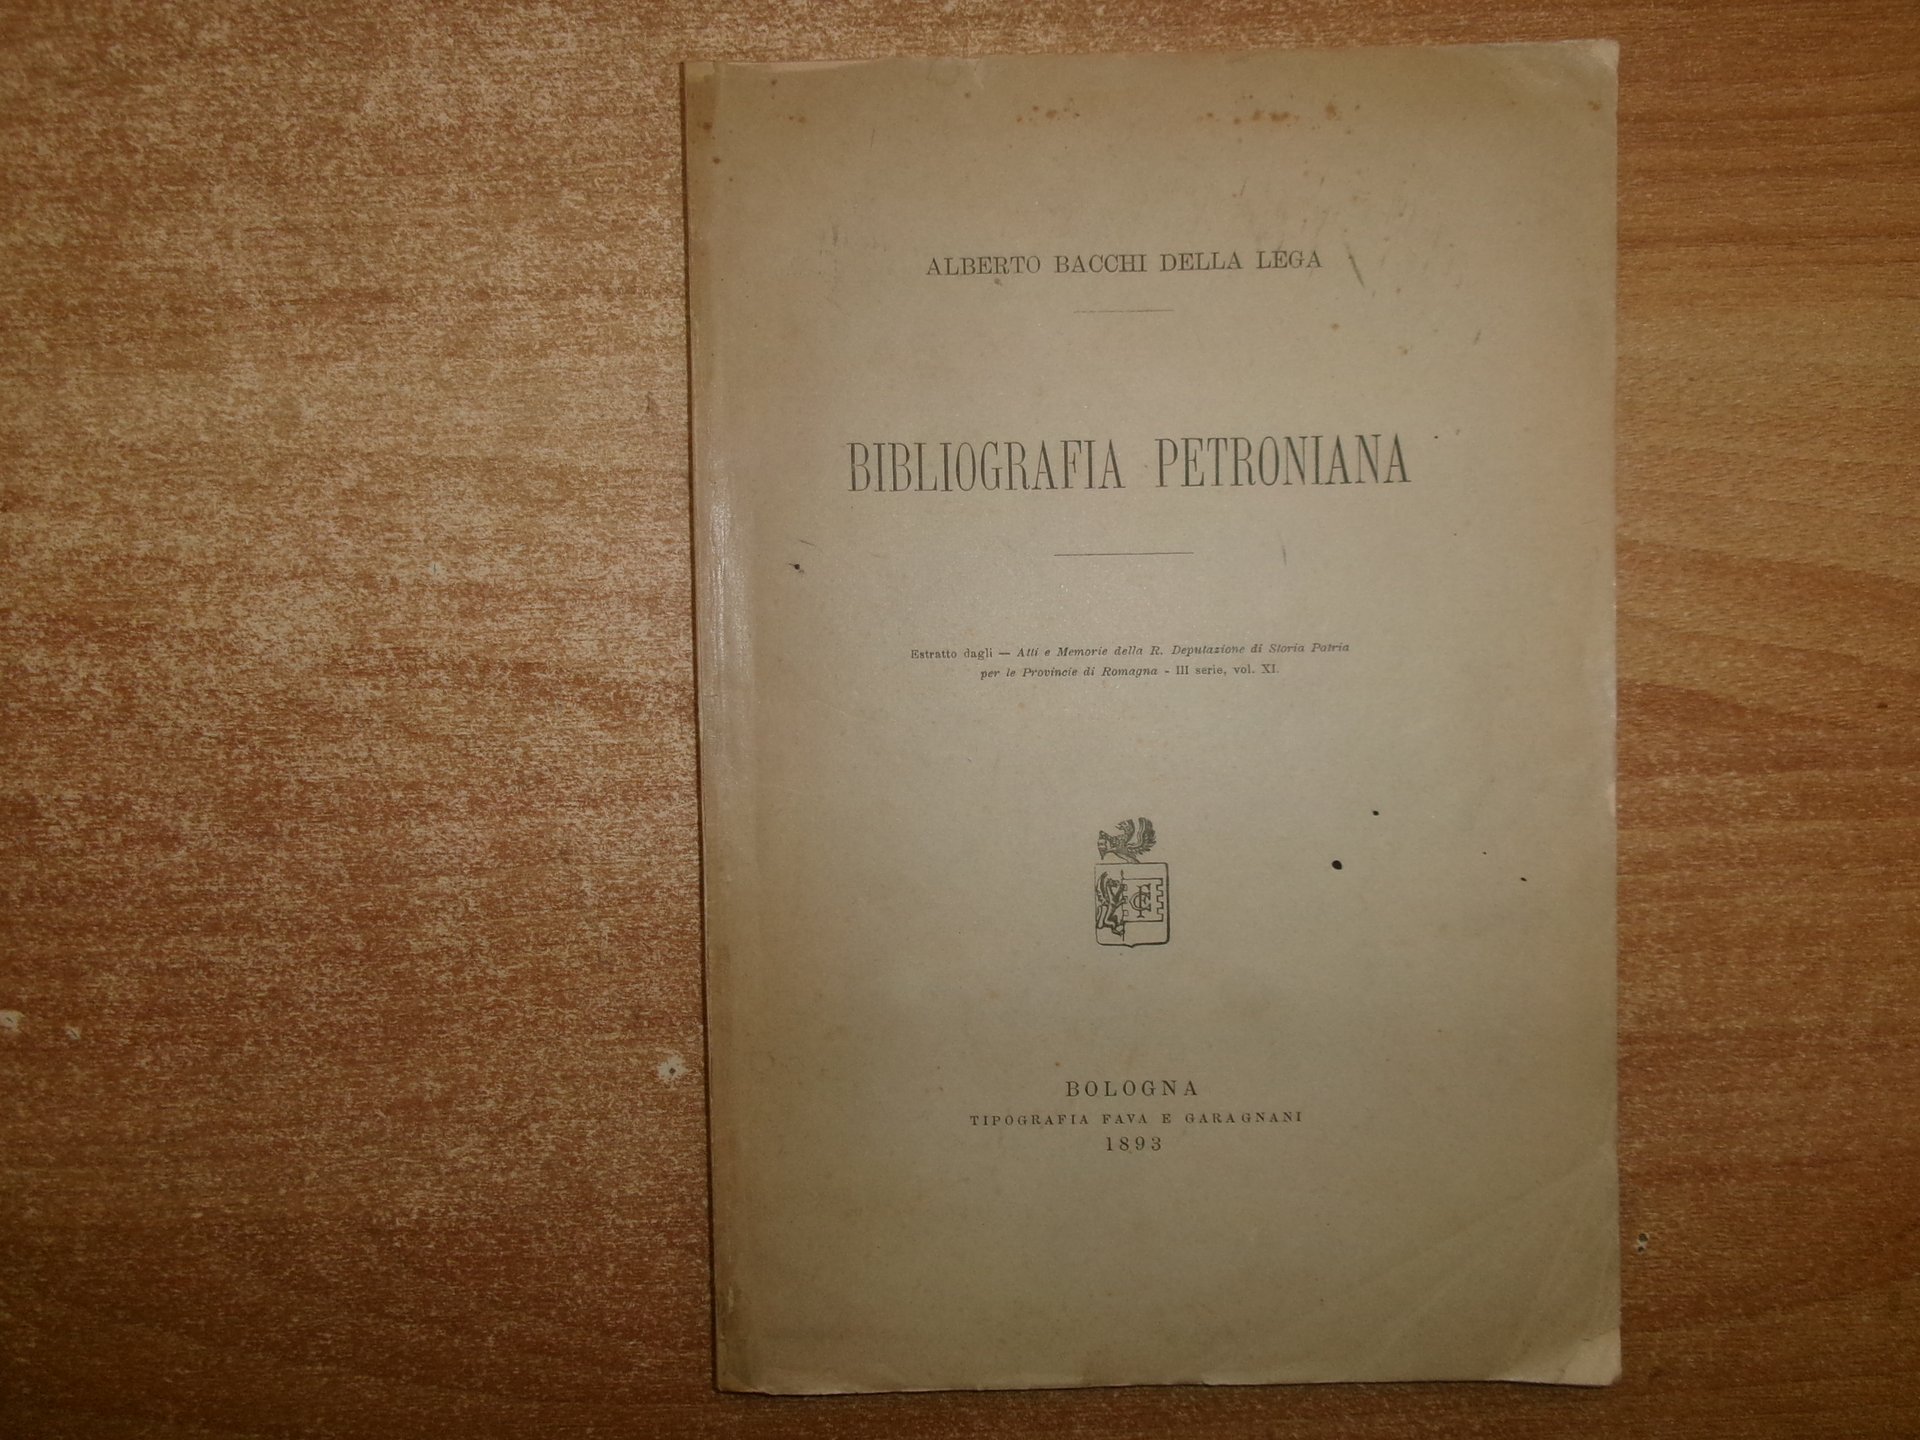 ALBERTO BACCHI DELLA LEGA
BIBLIOGRAFIA PETRONIANA
Estratto dagli — Atti e Memorie della R. Deputazione di Storia Patria
per le Provincie di Romagna - III serie, vol. XI.
BOLOGNA
TIPOGRAFIA FAVA E GARAGNANI
1893